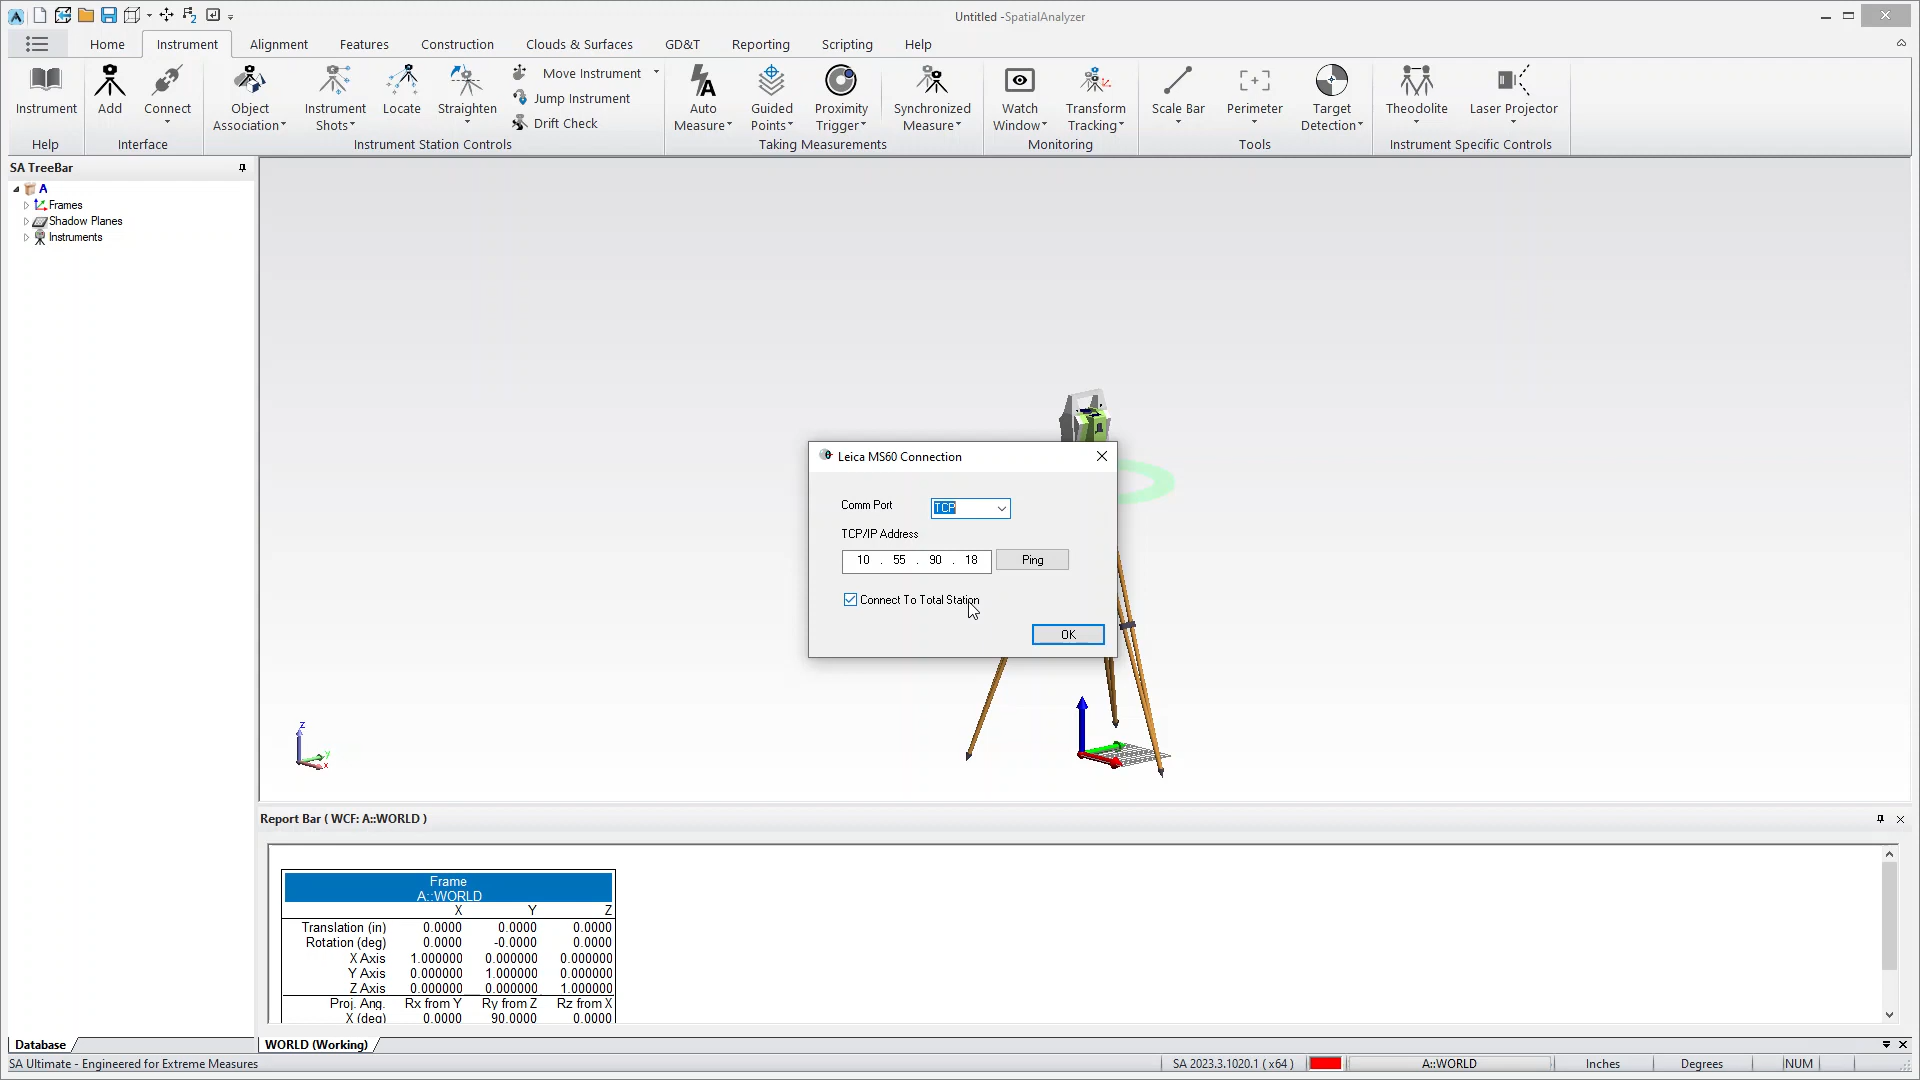 Untitled -SpatialAnalyzer
Home Instrument Alignment Features Construction Clouds & Surfaces GD&T Reporting Scripting Help
Instrument
Add
Connect
Object
Association
Instrument
Shots
Locate
Straighten
Move Instrument
Jump Instrument
Drift Check
Auto
Measure
Guided
Points
Proximity
Trigger
Synchronized
Measure
Watch
Window
Transform
Tracking
Scale Bar
Perimeter
Target
Detection
Theodolite
Laser Projector
Help Interface Instrument Station Controls Taking Measurements Monitoring Tools Instrument Specific Controls
SA TreeBar
A
Frames
Shadow Planes
Instruments
Leica MS60 Connection
Comm Port TCP
TCP/IP Address
10 . 55 . 90 . 18 Ping
Connect To Total Station
OK
Z
Y
X
Report Bar ( WCF: A::WORLD )
Frame
A::WORLD
X Y Z
Translation (in) 0.0000 0.0000 0.0000
Rotation (deg) 0.0000 -0.0000 0.0000
X Axis 1.000000 0.000000 0.000000
Y Axis 0.000000 1.000000 0.000000
Z Axis 0.000000 0.000000 1.000000
Proj. Ang. Rx from Y Ry from Z Rz from X
X (deg) 0.0000 90.0000 0.0000
Database WORLD (Working)
SA Ultimate - Engineered for Extreme Measures SA 2023.3.1020.1 ( x64 ) A::WORLD Inches Degrees NUM